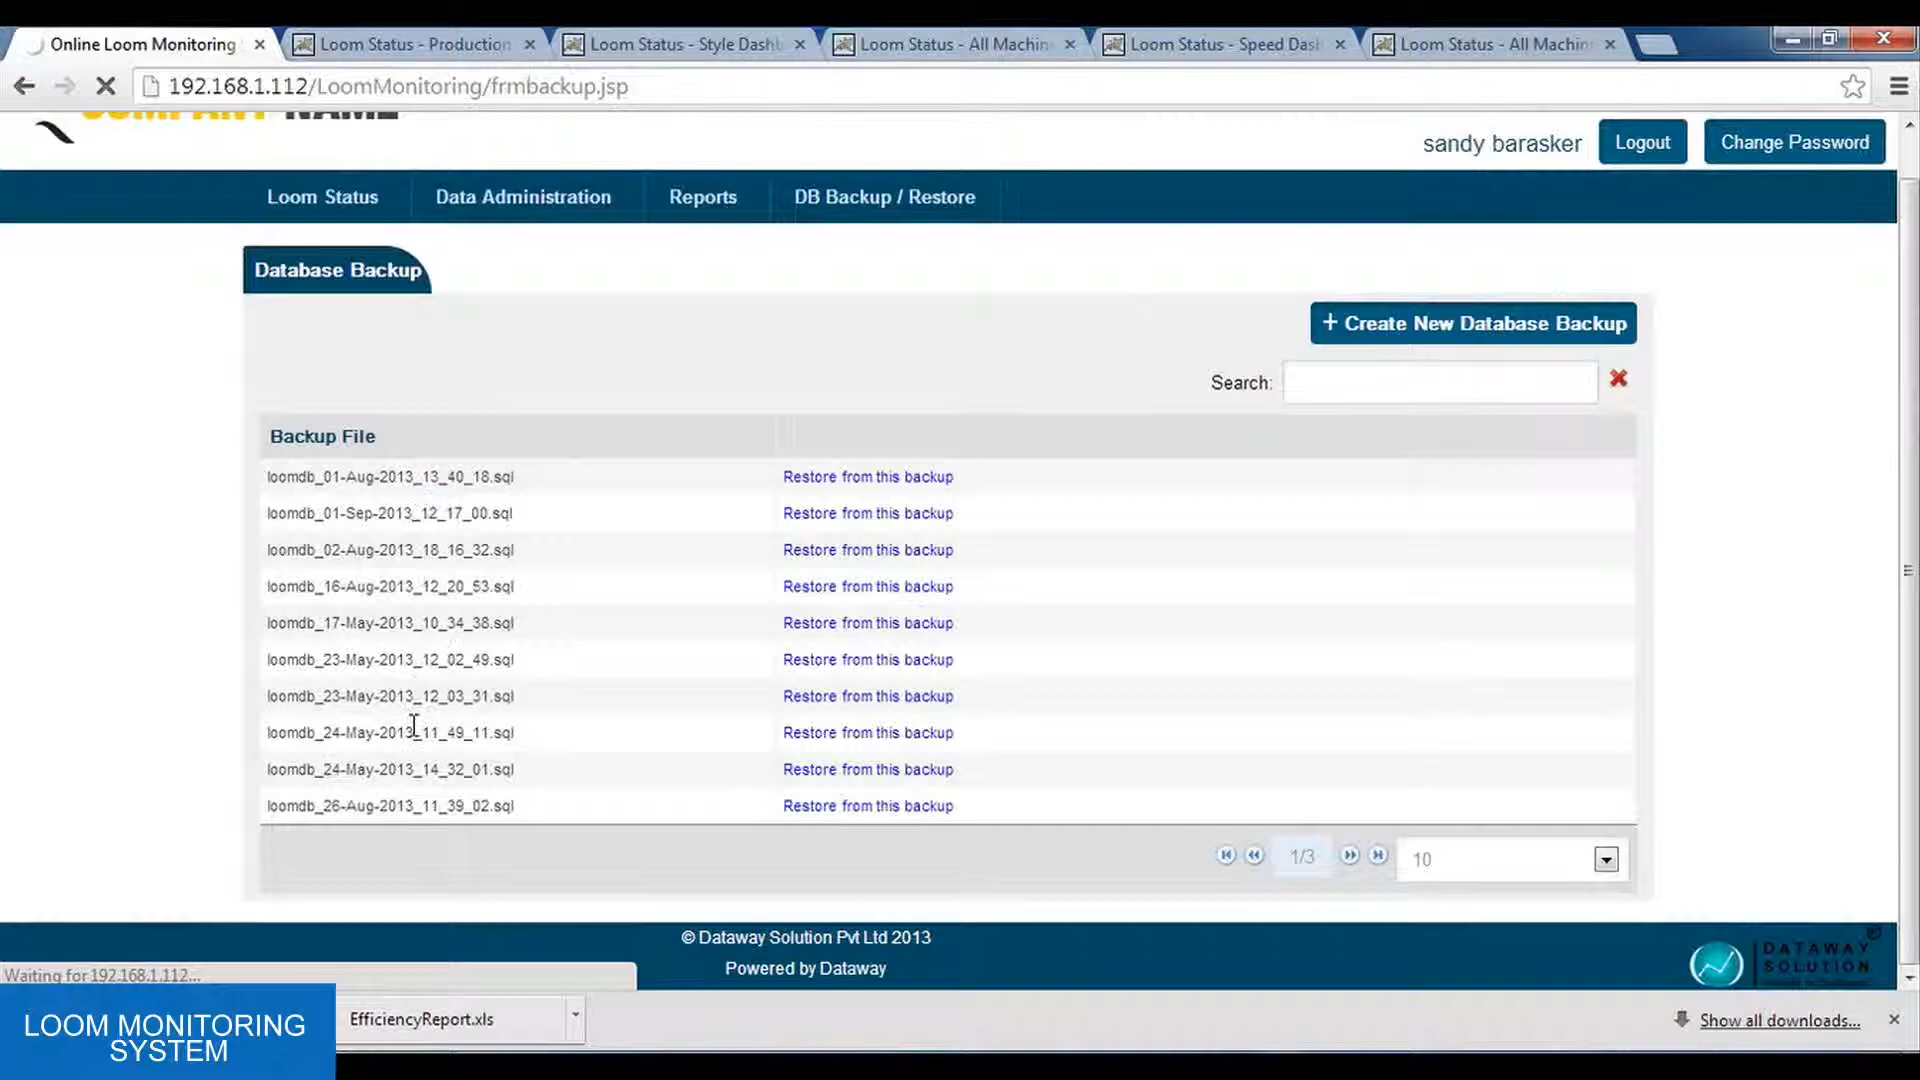 Online Loom Monitoring
Loom Status - Production
Loom Status - Style Dashb
Loom Status - All Machin
Loom Status - Speed Dash
Loom Status - All Machin
192.168.1.112/LoomMonitoring/frmbackup.jsp
COMPANY NAME
sandy barasker
Logout
Change Password
Loom Status
Data Administration
Reports
DB Backup / Restore
Database Backup
+ Create New Database Backup
Search:
Backup File
loomdb_01-Aug-2013_13_40_18.sql Restore from this backup
loomdb_01-Sep-2013_12_17_00.sql Restore from this backup
loomdb_02-Aug-2013_18_16_32.sql Restore from this backup
loomdb_16-Aug-2013_12_20_53.sql Restore from this backup
loomdb_17-May-2013_10_34_38.sql Restore from this backup
loomdb_23-May-2013_12_02_49.sql Restore from this backup
loomdb_23-May-2013_12_03_31.sql Restore from this backup
loomdb_24-May-2013_11_49_11.sql Restore from this backup
loomdb_24-May-2013_14_32_01.sql Restore from this backup
loomdb_26-Aug-2013_11_39_02.sql Restore from this backup
1/3
10
© Dataway Solution Pvt Ltd 2013
Powered by Dataway
DATAWAY
SOLUTION
Waiting for 192.168.1.112...
EfficiencyReport.xls
Show all downloads...
LOOM MONITORING
SYSTEM